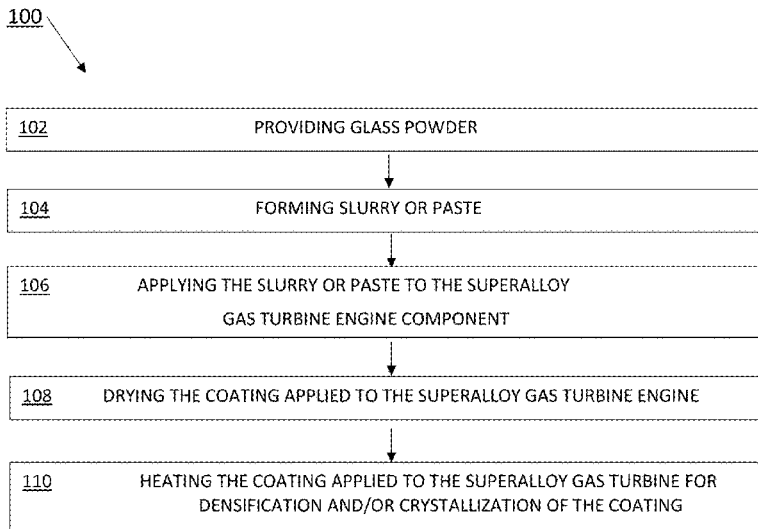 100
102 PROVIDING GLASS POWDER
104 FORMING SLURRY OR PASTE
106 APPLYING THE SLURRY OR PASTE TO THE SUPERALLOY
GAS TURBINE ENGINE COMPONENT
108 DRYING THE COATING APPLIED TO THE SUPERALLOY GAS TURBINE ENGINE
110 HEATING THE COATING APPLIED TO THE SUPERALLOY GAS TURBINE FOR
DENSIFICATION AND/OR CRYSTALLIZATION OF THE COATING